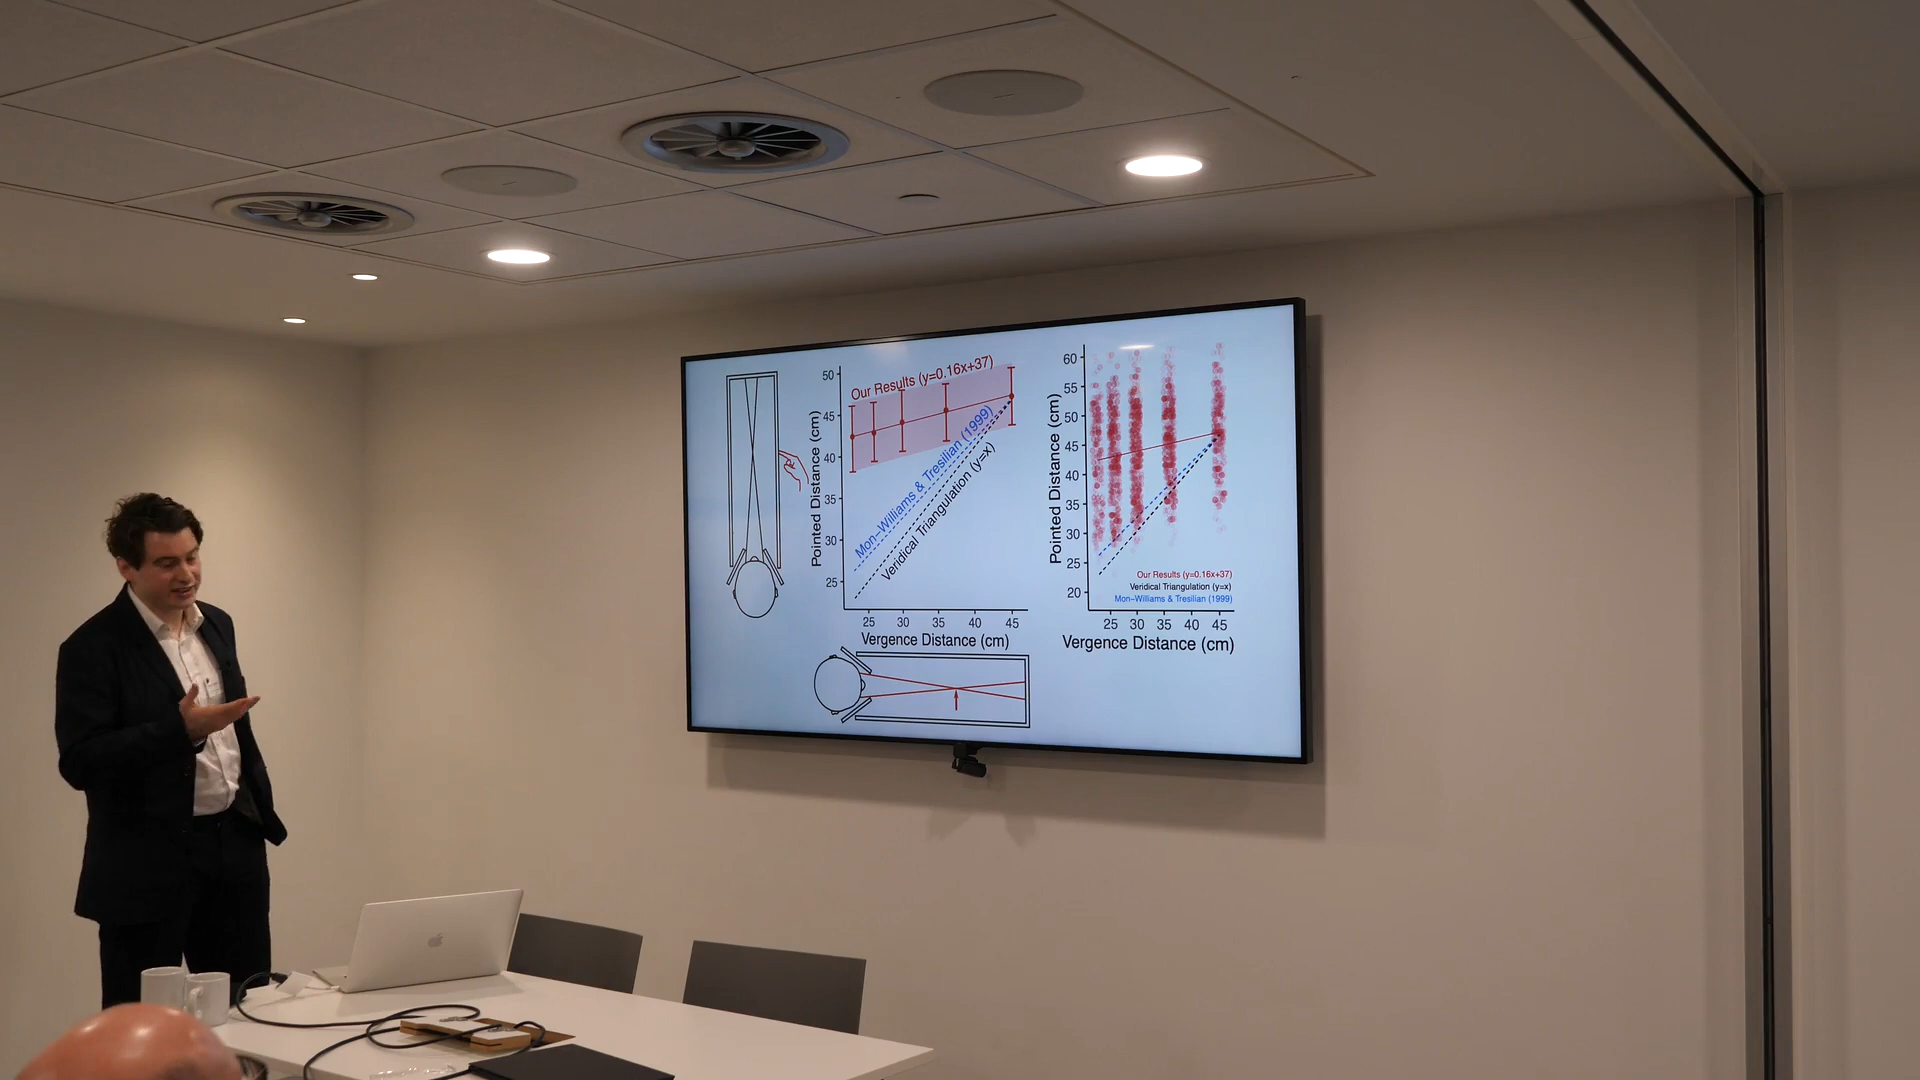 50
45
40
35
30
25
Pointed Distance (cm)
Our Results (y=0.16x+37)
Mon-Williams & Tresilian (1999)
Veridical Triangulation (y=x)
25 30 35 40 45
Vergence Distance (cm)
60
55
50
45
40
35
30
25
20
Pointed Distance (cm)
Our Results (y=0.16x+37)
Veridical Triangulation (y=x)
Mon-Williams & Tresilian (1999)
25 30 35 40 45
Vergence Distance (cm)